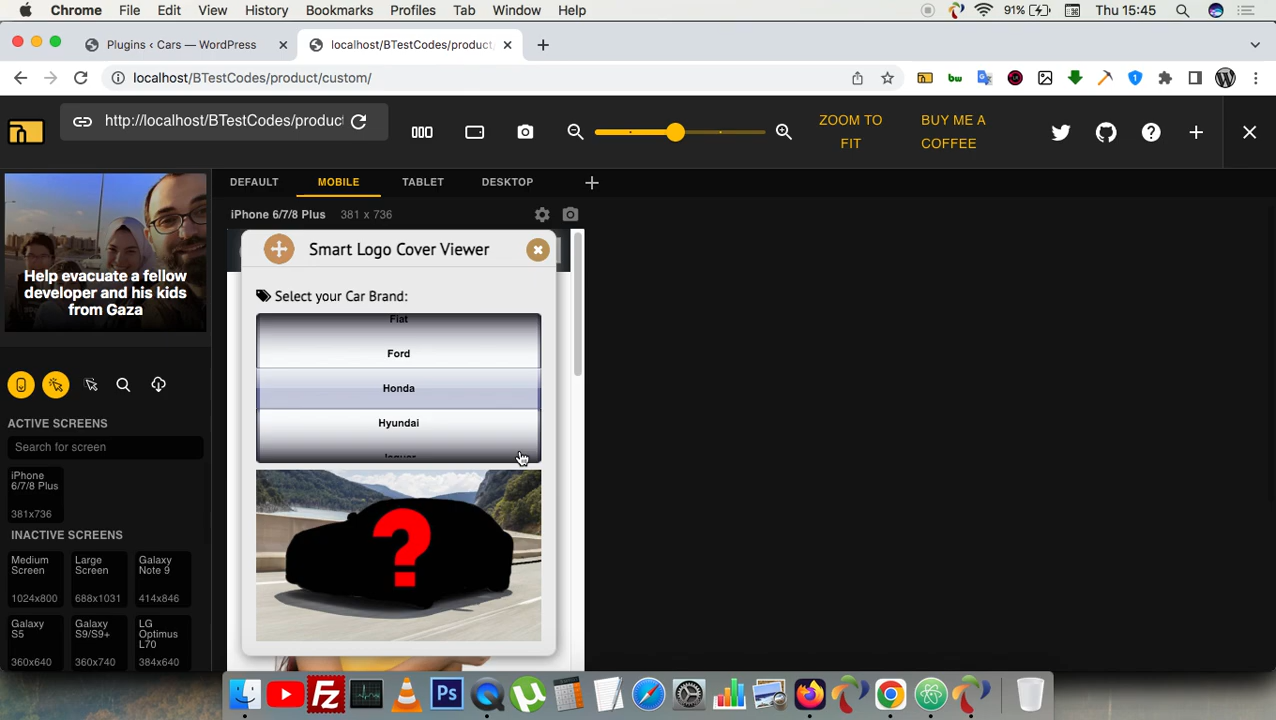 Chrome File Edit View History Bookmarks Profiles Tab Window Help 91% Thu 15:45
Plugins ‹ Cars — WordPress
localhost/BTestCodes/product
localhost/BTestCodes/product/custom/
http://localhost/BTestCodes/product
ZOOM TO
FIT
BUY ME A
COFFEE
DEFAULT MOBILE TABLET DESKTOP
iPhone 6/7/8 Plus 381 x 736
Help evacuate a fellow
developer and his kids
from Gaza
Smart Logo Cover Viewer
Select your Car Brand:
Fiat
Ford
Honda
Hyundai
Jaguar
?
ACTIVE SCREENS
Search for screen
iPhone
6/7/8 Plus
381x736
INACTIVE SCREENS
Medium
Screen
1024x800
Large
Screen
688x1031
Galaxy
Note 9
414x846
Galaxy
S5
360x640
Galaxy
S9/S9+
360x740
LG
Optimus
L70
384x640
bw
Ps
Fz